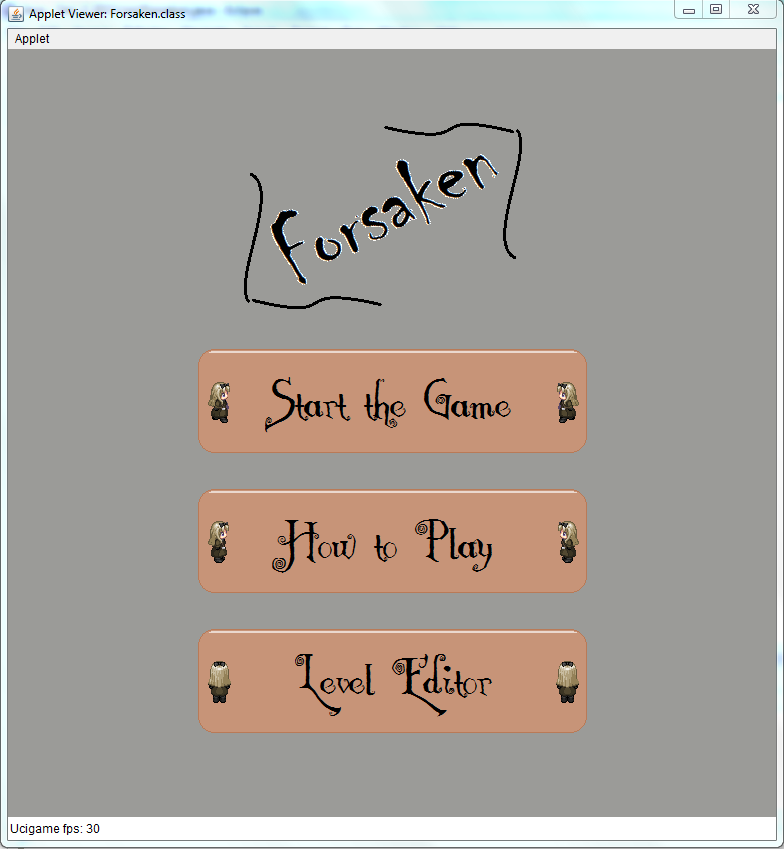 Applet Viewer: Forsaken.class
Applet
Forsaken
Start the Game
How to Play
Level Editor
Ucigame fps: 30